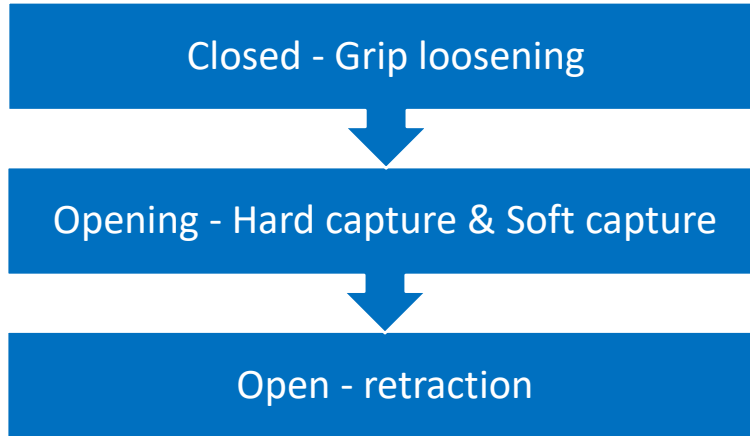 Closed - Grip loosening
Opening - Hard capture & Soft capture
Open - retraction